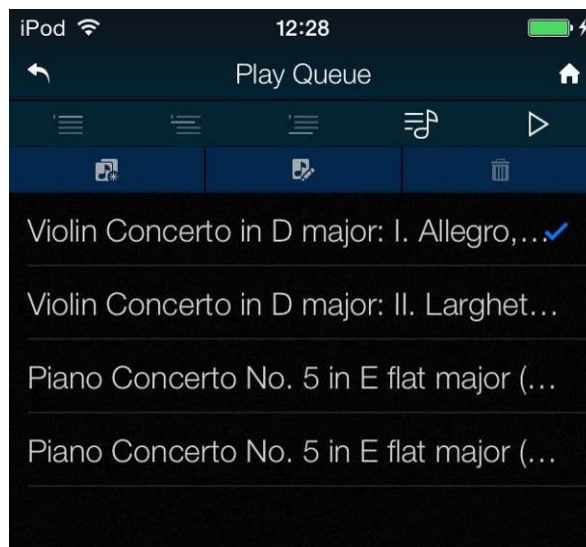 iPod 12:28
Play Queue
Violin Concerto in D major: I. Allegro,...
Violin Concerto in D major: II. Larghet...
Piano Concerto No. 5 in E flat major (...
Piano Concerto No. 5 in E flat major (...